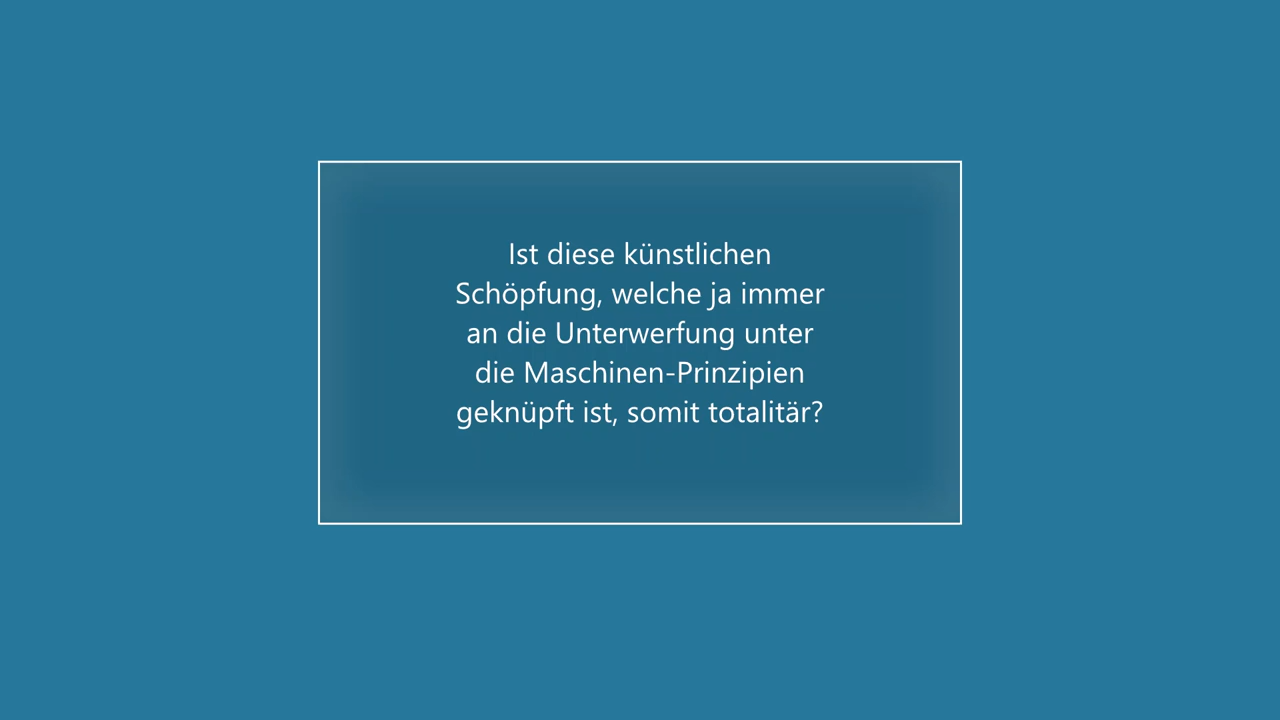 Ist diese künstlichen
Schöpfung, welche ja immer
an die Unterwerfung unter
die Maschinen-Prinzipien
geknüpft ist, somit totalitär?